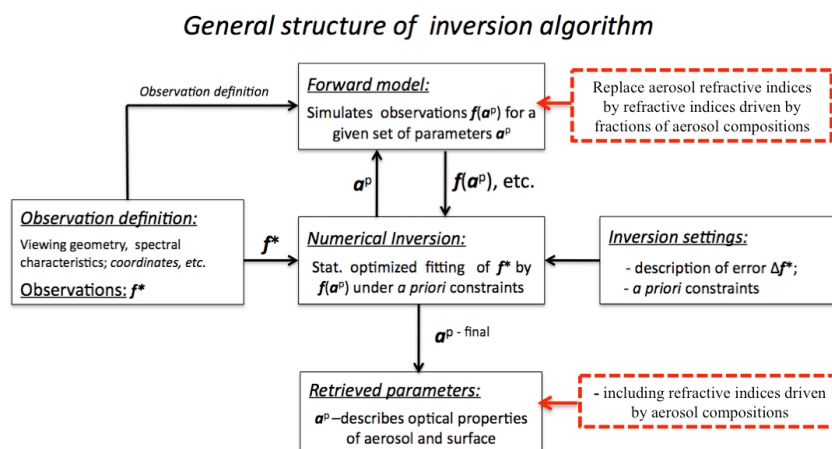 General structure of inversion algorithm
Observation definition
Forward model:
Simulates observations f(aᵖ) for a
given set of parameters aᵖ
Replace aerosol refractive indices
by refractive indices driven by
fractions of aerosol compositions
aᵖ
f(aᵖ), etc.
Observation definition:
Viewing geometry, spectral
characteristics; coordinates, etc.
Observations: f*
f*
Numerical Inversion:
Stat. optimized fitting of f* by
f(aᵖ) under a priori constraints
Inversion settings:
- description of error Δf*;
- a priori constraints
aᵖ - final
Retrieved parameters:
aᵖ–describes optical properties
of aerosol and surface
- including refractive indices driven
by aerosol compositions